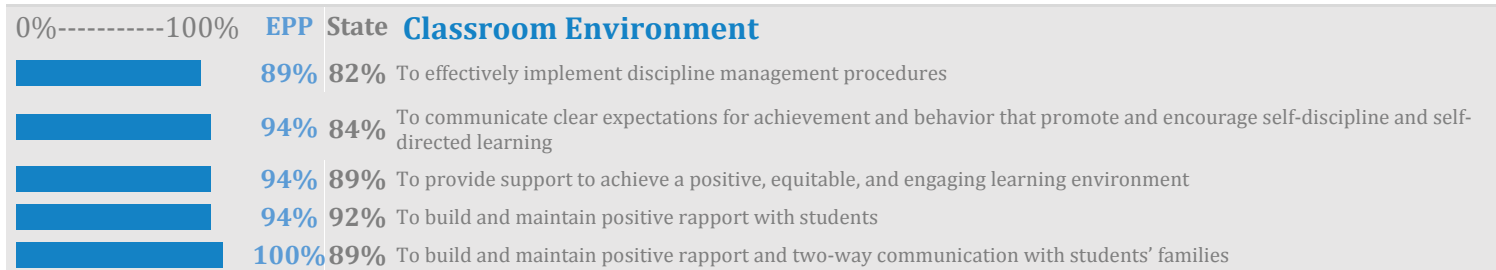 0%-----------100% EPP State Classroom Environment
89% 82% To effectively implement discipline management procedures
94% 84% To communicate clear expectations for achievement and behavior that promote and encourage self-discipline and self-
directed learning
94% 89% To provide support to achieve a positive, equitable, and engaging learning environment
94% 92% To build and maintain positive rapport with students
100% 89% To build and maintain positive rapport and two-way communication with students’ families